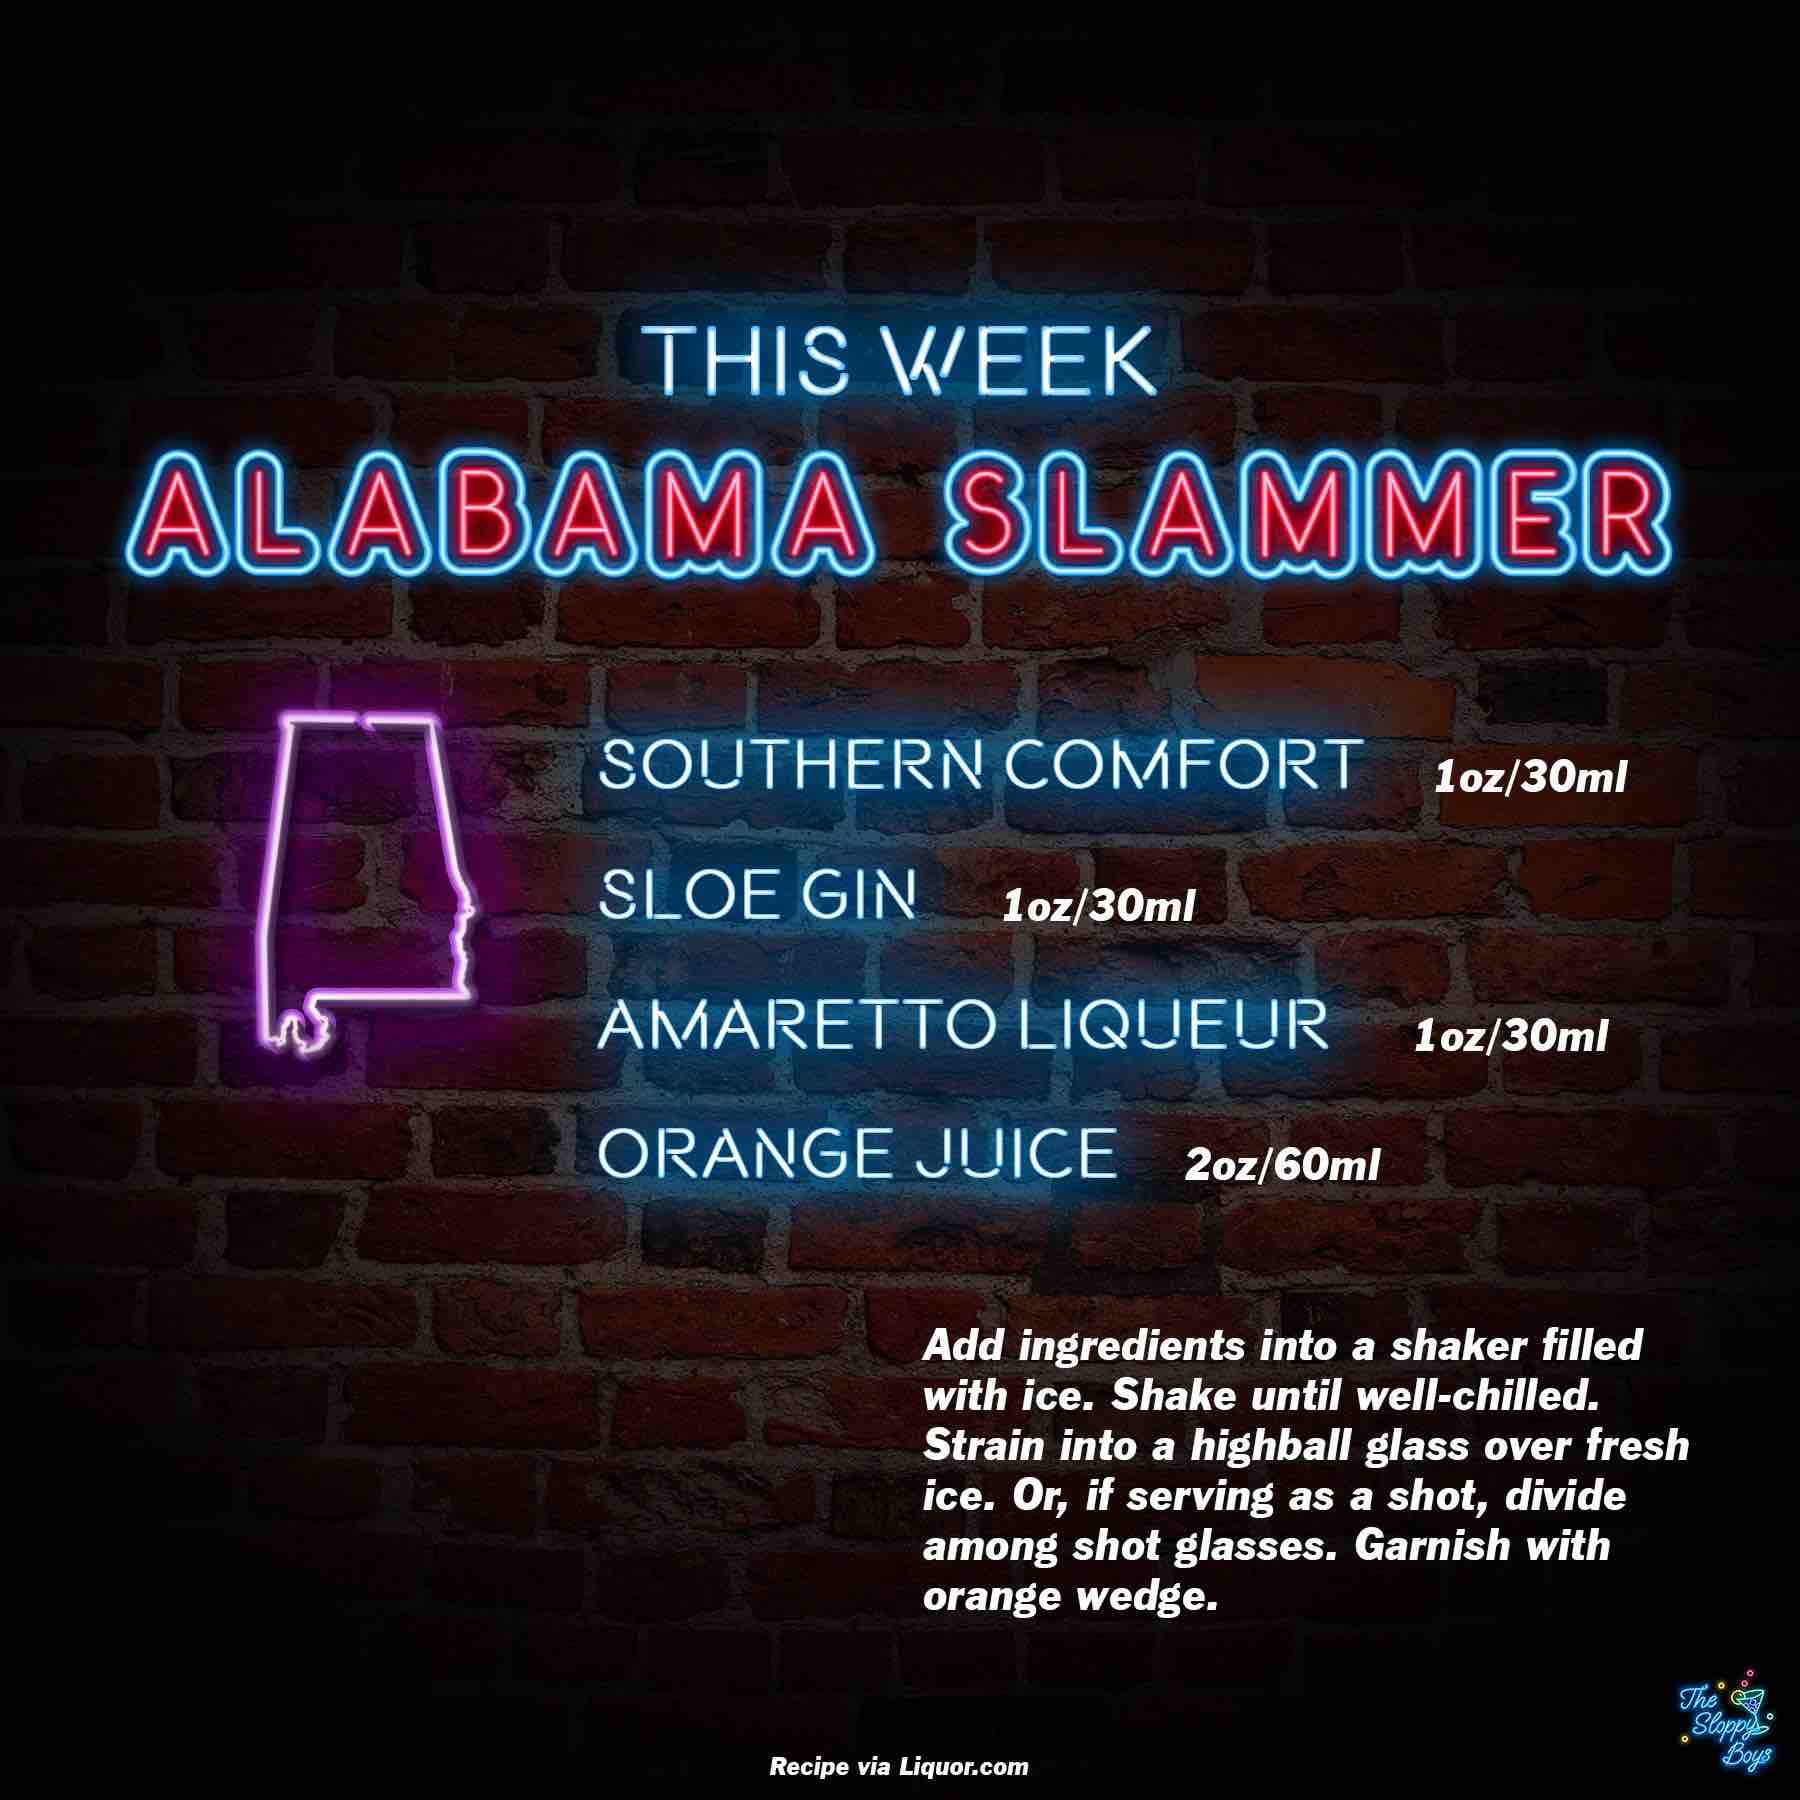 THIS WEEK
ALABAMA SLAMMER
SOUTHERN COMFORT 1oz/30ml
SLOE GIN 1oz/30ml
AMARETTO LIQUEUR 1oz/30ml
ORANGE JUICE 2oz/60ml
Add ingredients into a shaker filled
with ice. Shake until well-chilled.
Strain into a highball glass over fresh
ice. Or, if serving as a shot, divide
among shot glasses. Garnish with
orange wedge.
The
Sloppy
Boys
Recipe via Liquor.com